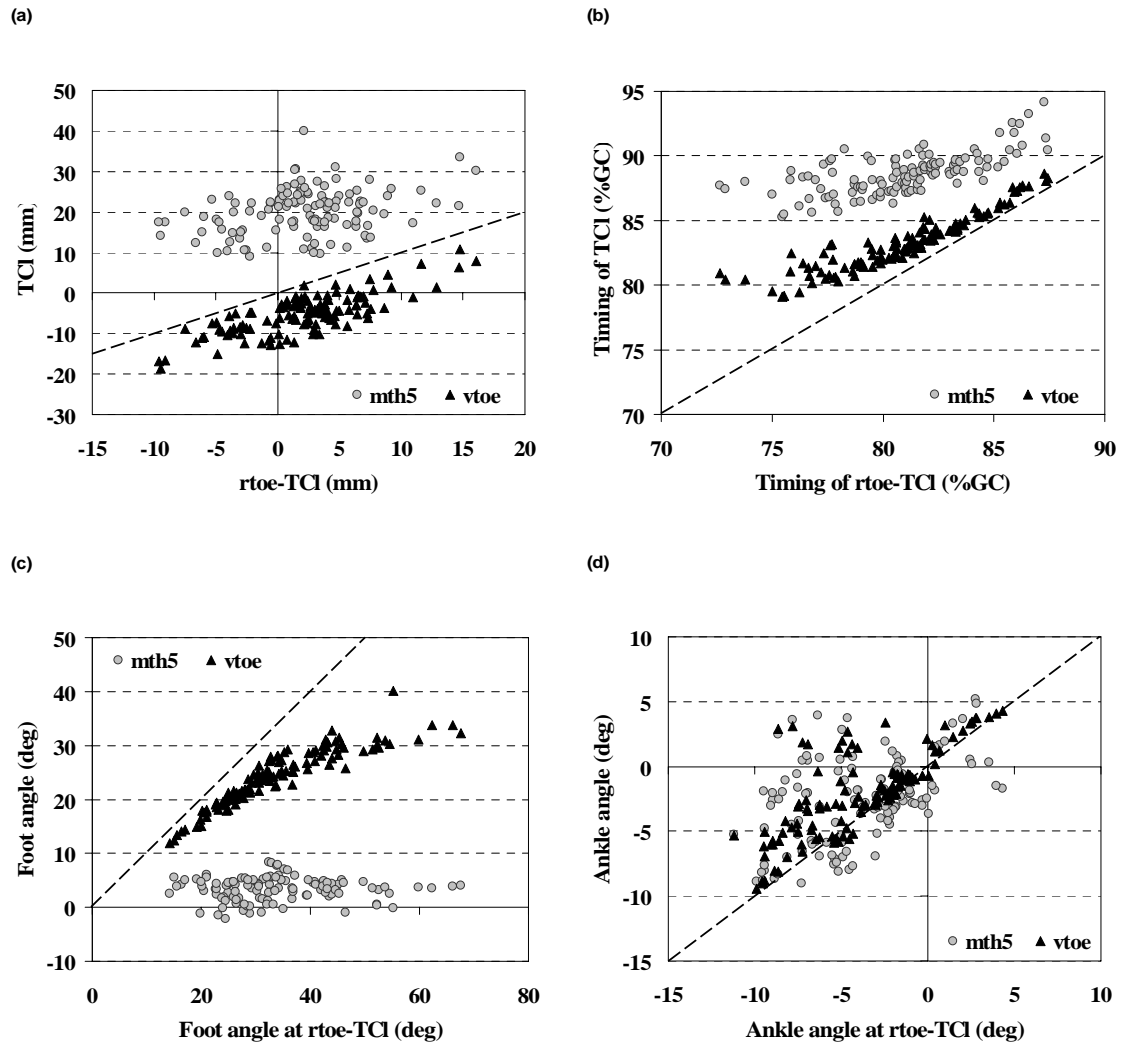 (a)
50
40
30
20
10
0
-10
-20
-30
-15 -10 -5 0 5 10 15 20
TCl (mm)
rtoe-TCl (mm)
mth5 vtoe
(b)
95
90
85
80
75
70
70 75 80 85 90
Timing of TCl (%GC)
Timing of rtoe-TCl (%GC)
mth5 vtoe
(c)
50
40
30
20
10
0
-10
0 20 40 60 80
Foot angle (deg)
Foot angle at rtoe-TCl (deg)
mth5 vtoe
(d)
10
5
0
-5
-10
-15
-15 -10 -5 0 5 10
Ankle angle (deg)
Ankle angle at rtoe-TCl (deg)
mth5 vtoe